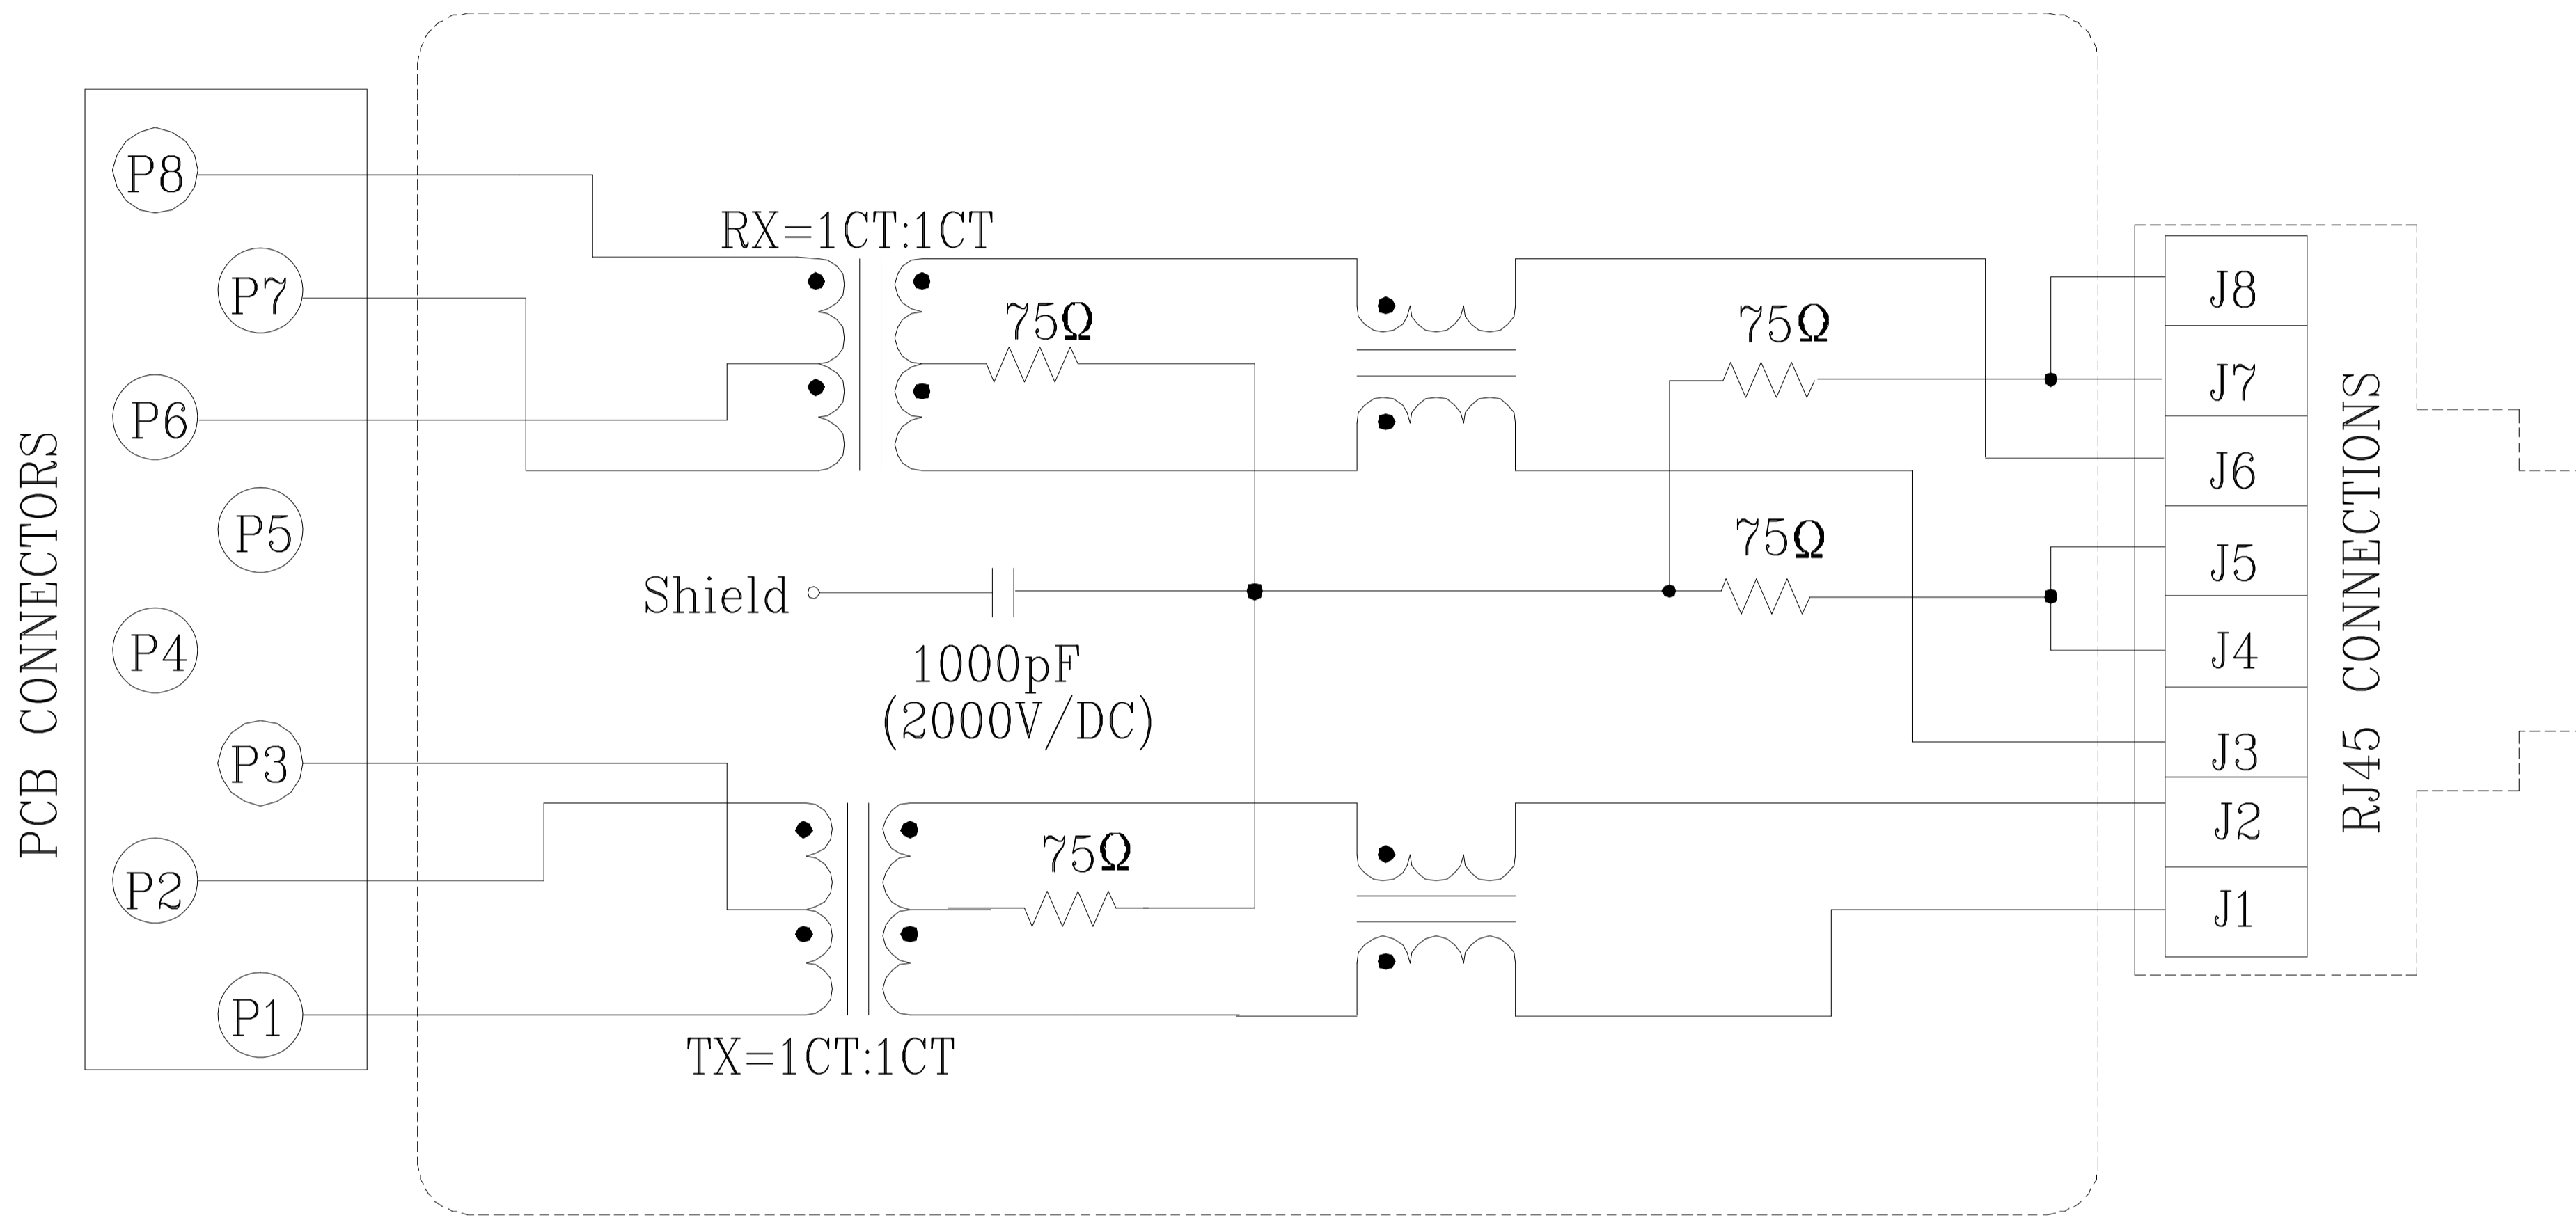 PCB CONNECTORS
P8
P7
P6
P5
P4
P3
P2
P1
RX=1CT:1CT
75Ω
75Ω
75Ω
Shield
1000pF
(2000V/DC)
75Ω
TX=1CT:1CT
J8
J7
J6
J5
J4
J3
J2
J1
RJ45 CONNECTIONS